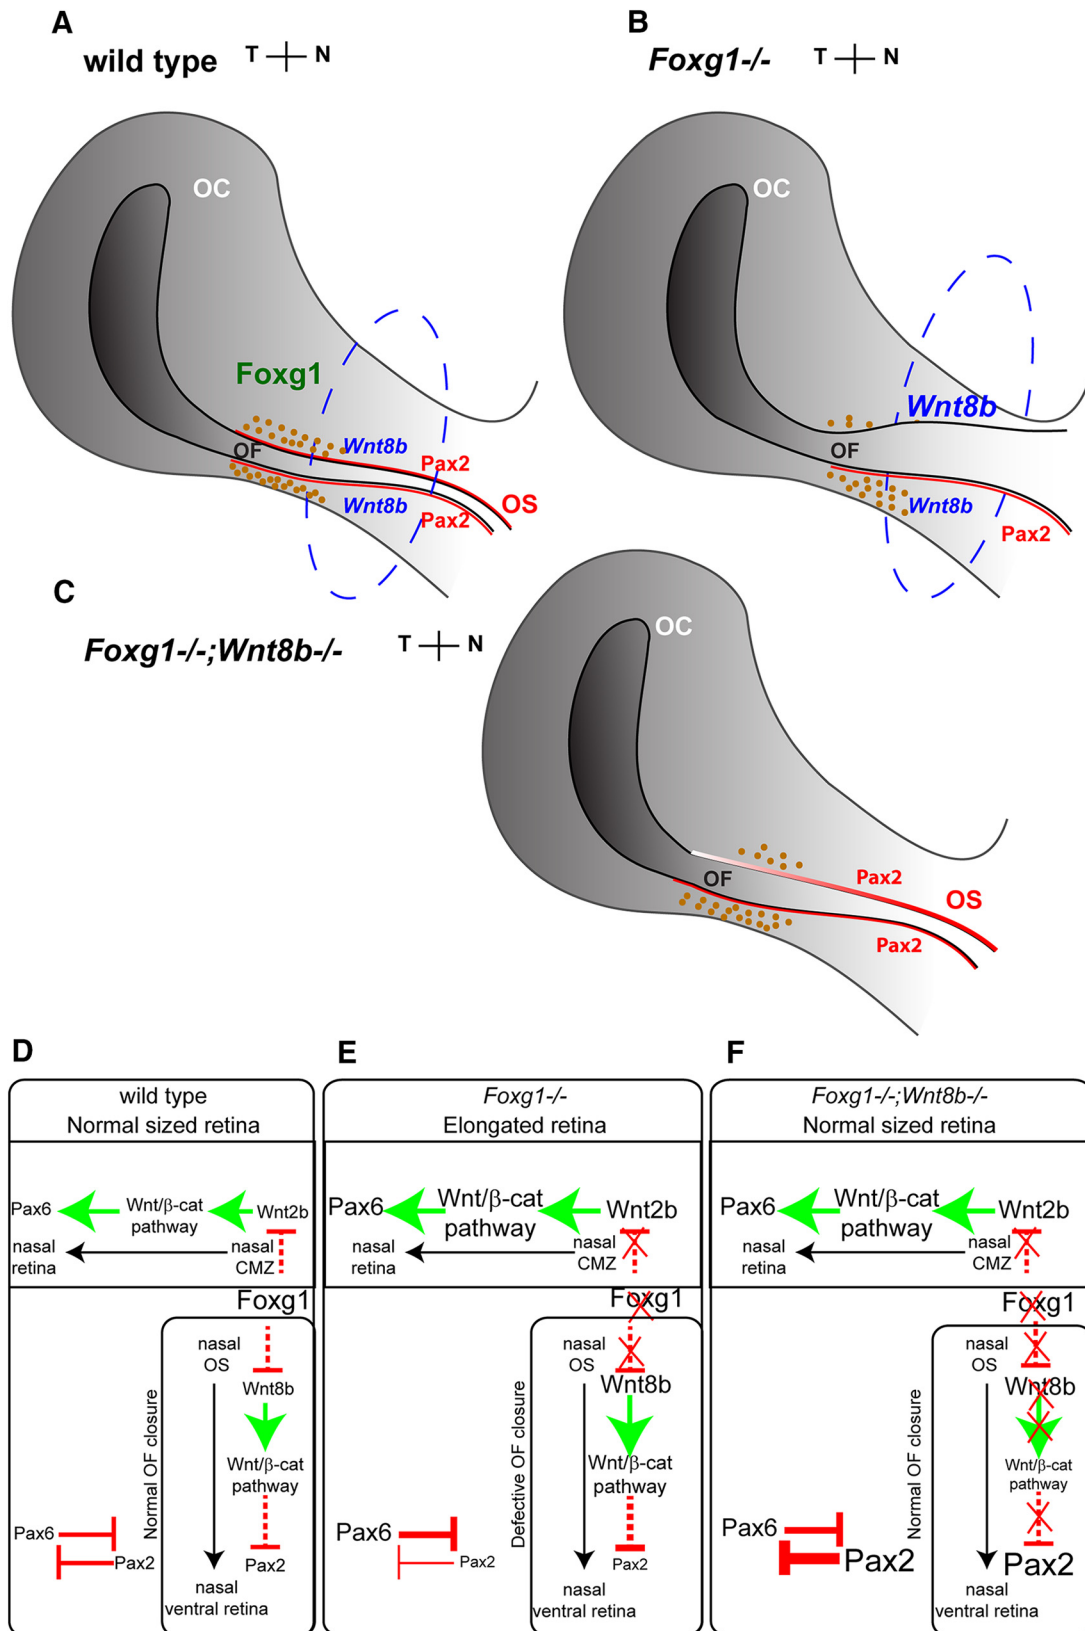 A
wild type
T N
B
Foxg1-/-
T N
OC
Foxg1
OF
Wnt8b
Pax2
Wnt8b
Pax2
OS
OC
Wnt8b
OF
Wnt8b
Pax2
C
Foxg1-/-;Wnt8b-/-
T N
OC
OF
Pax2
OS
Pax2
D
wild type
Normal sized retina
Pax6
Wnt/β-cat
pathway
Wnt2b
nasal
retina
nasal
CMZ
Foxg1
nasal
OS
Wnt8b
Wnt/β-cat
pathway
Normal OF closure
Pax6
Pax2
Pax2
nasal
ventral retina
E
Foxg1-/-
Elongated retina
Pax6
Wnt/β-cat
pathway
Wnt2b
nasal
retina
nasal
CMZ
Foxg1
nasal
OS
Wnt8b
Wnt/β-cat
pathway
Defective OF closure
Pax6
Pax2
Pax2
nasal
ventral retina
F
Foxg1-/-;Wnt8b-/-
Normal sized retina
Pax6
Wnt/β-cat
pathway
Wnt2b
nasal
retina
nasal
CMZ
Foxg1
nasal
OS
Wnt8b
Wnt/β-cat
pathway
Normal OF closure
Pax6
Pax2
Pax2
nasal
ventral retina